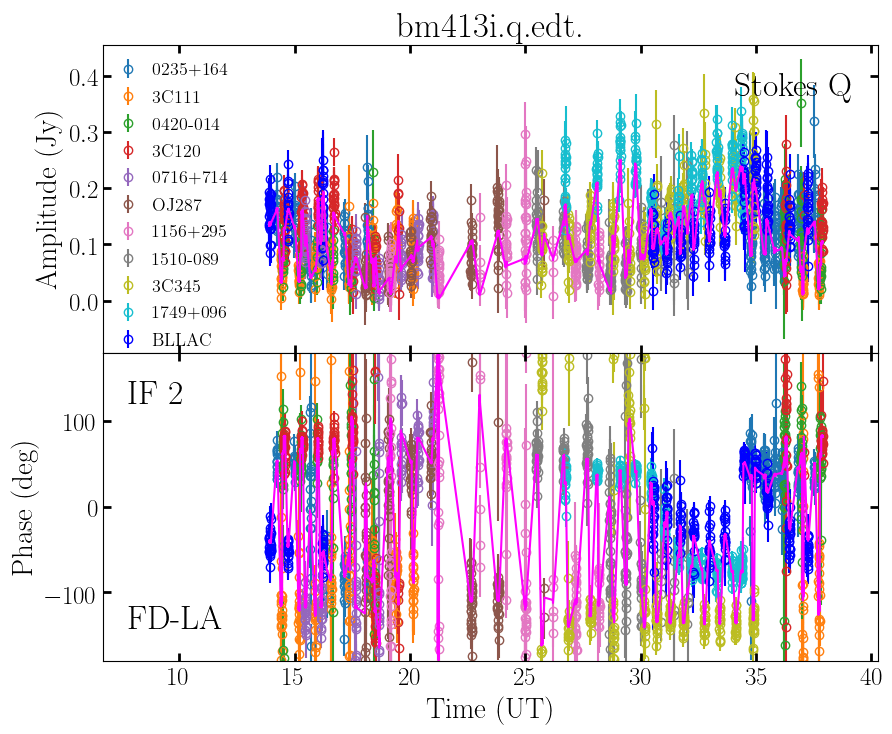 bm413i.q.edt.
Stokes Q
0.4
0.3
0.2
0.1
0.0
Amplitude (Jy)
0235+164
3C111
0420-014
3C120
0716+714
OJ287
1156+295
1510-089
3C345
1749+096
BLLAC
IF 2
100
0
−100
Phase (deg)
FD-LA
10 15 20 25 30 35 40
Time (UT)